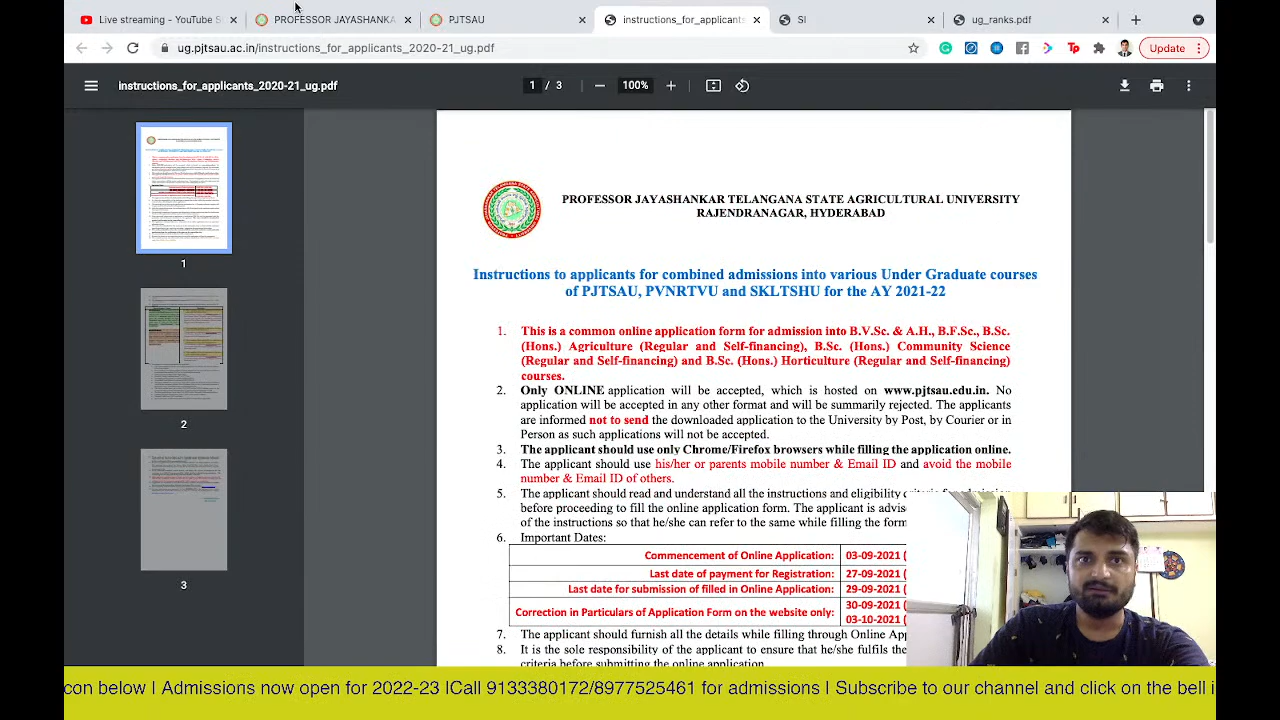 Live streaming - YouTube S
PROFESSOR JAYASHANKA
PJTSAU
instructions_for_applicants
SI
ug_ranks.pdf
ug.pjtsau.ac.in/instructions_for_applicants_2020-21_ug.pdf
Update
instructions_for_applicants_2020-21_ug.pdf
1 / 3
100%
1
2
3
PROFESSOR JAYASHANKAR TELANGANA STATE AGRICULTURAL UNIVERSITY
RAJENDRANAGAR, HYDERABAD
Instructions to applicants for combined admissions into various Under Graduate courses
of PJTSAU, PVNRTVU and SKLTSHU for the AY 2021-22
1. This is a common online application form for admission into B.V.Sc. & A.H., B.F.Sc., B.Sc.
(Hons.) Agriculture (Regular and Self-financing), B.Sc. (Hons.) Community Science
(Regular and Self-financing) and B.Sc. (Hons.) Horticulture (Regular and Self-financing)
courses.
2. Only ONLINE application will be accepted, which is hosted on www.pjtsau.edu.in. No
application will be accepted in any other format and will be summarily rejected. The applicants
are informed not to send the downloaded application to the University by Post, by Courier or in
Person as such applications will not be accepted.
3. The applicant should use only Chrome/Firefox browsers while filling the application online.
4. The applicant should use his/her or parents mobile number & Email ID and avoid the mobile
number & Email ID of others.
5. The applicant should read and understand all the instructions and eligibility
before proceeding to fill the online application form. The applicant is advise
of the instructions so that he/she can refer to the same while filling the form
6. Important Dates:
Commencement of Online Application: 03-09-2021 (
Last date of payment for Registration: 27-09-2021 (
Last date for submission of filled in Online Application: 29-09-2021 (
Correction in Particulars of Application Form on the website only: 30-09-2021 (
03-10-2021 (
7. The applicant should furnish all the details while filling through Online App
8. It is the sole responsibility of the applicant to ensure that he/she fulfils the
criteria before submitting the online application.
con below I Admissions now open for 2022-23 ICall 9133380172/8977525461 for admissions I Subscribe to our channel and click on the bell i